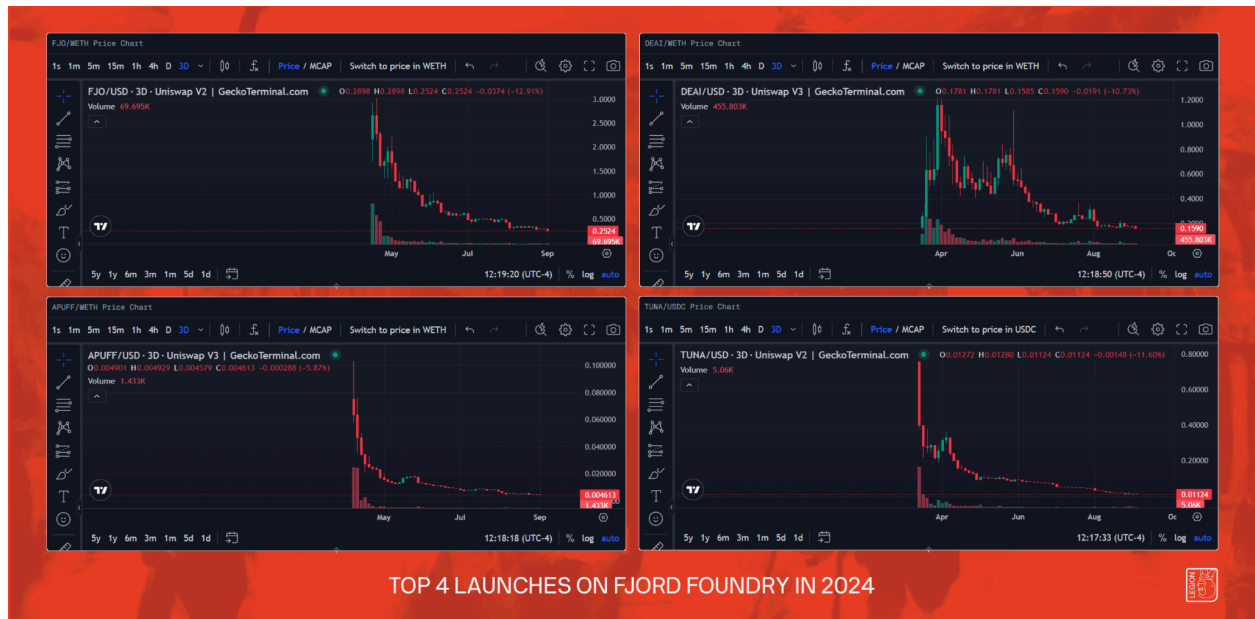 FJO/WETH Price Chart
1s 1m 5m 15m 1h 4h D 3D Price / MCAP Switch to price in WETH
FJO/USD · 3D · Uniswap V2 | GeckoTerminal.com O0.2898 H0.2898 L0.2524 C0.2524 -0.0374 (-12.91%)
Volume 69.695K
3.0000
2.5000
2.0000
1.5000
1.0000
0.5000
0.2524
69.695K
May Jul Sep
5y 1y 6m 3m 1m 5d 1d 12:19:20 (UTC-4) % log auto
DEAI/WETH Price Chart
1s 1m 5m 15m 1h 4h D 3D Price / MCAP Switch to price in WETH
DEAI/USD · 3D · Uniswap V3 | GeckoTerminal.com O0.1781 H0.1781 L0.1585 C0.1590 -0.0191 (-10.73%)
Volume 455.803K
1.2000
1.0000
0.8000
0.6000
0.4000
0.1590
455.803K
Apr Jun Aug Oc
5y 1y 6m 3m 1m 5d 1d 12:18:50 (UTC-4) % log auto
APUFF/WETH Price Chart
1s 1m 5m 15m 1h 4h D 3D Price / MCAP Switch to price in WETH
APUFF/USD · 3D · Uniswap V3 | GeckoTerminal.com
O0.004901 H0.004929 L0.004579 C0.004613 -0.000288 (-5.87%)
Volume 1.433K
0.100000
0.080000
0.060000
0.040000
0.020000
0.004613
1.433K
May Jul Sep
5y 1y 6m 3m 1m 5d 1d 12:18:18 (UTC-4) % log auto
TUNA/USDC Price Chart
1s 1m 5m 15m 1h 4h D 3D Price / MCAP Switch to price in USDC
TUNA/USD · 3D · Uniswap V2 | GeckoTerminal.com O0.01272 H0.01280 L0.01124 C0.01124 -0.00148 (-11.60%)
Volume 5.06K
0.80000
0.60000
0.40000
0.20000
0.01124
5.06K
Apr Jun Aug Oc
5y 1y 6m 3m 1m 5d 1d 12:17:33 (UTC-4) % log auto
TOP 4 LAUNCHES ON FJORD FOUNDRY IN 2024
LEGION